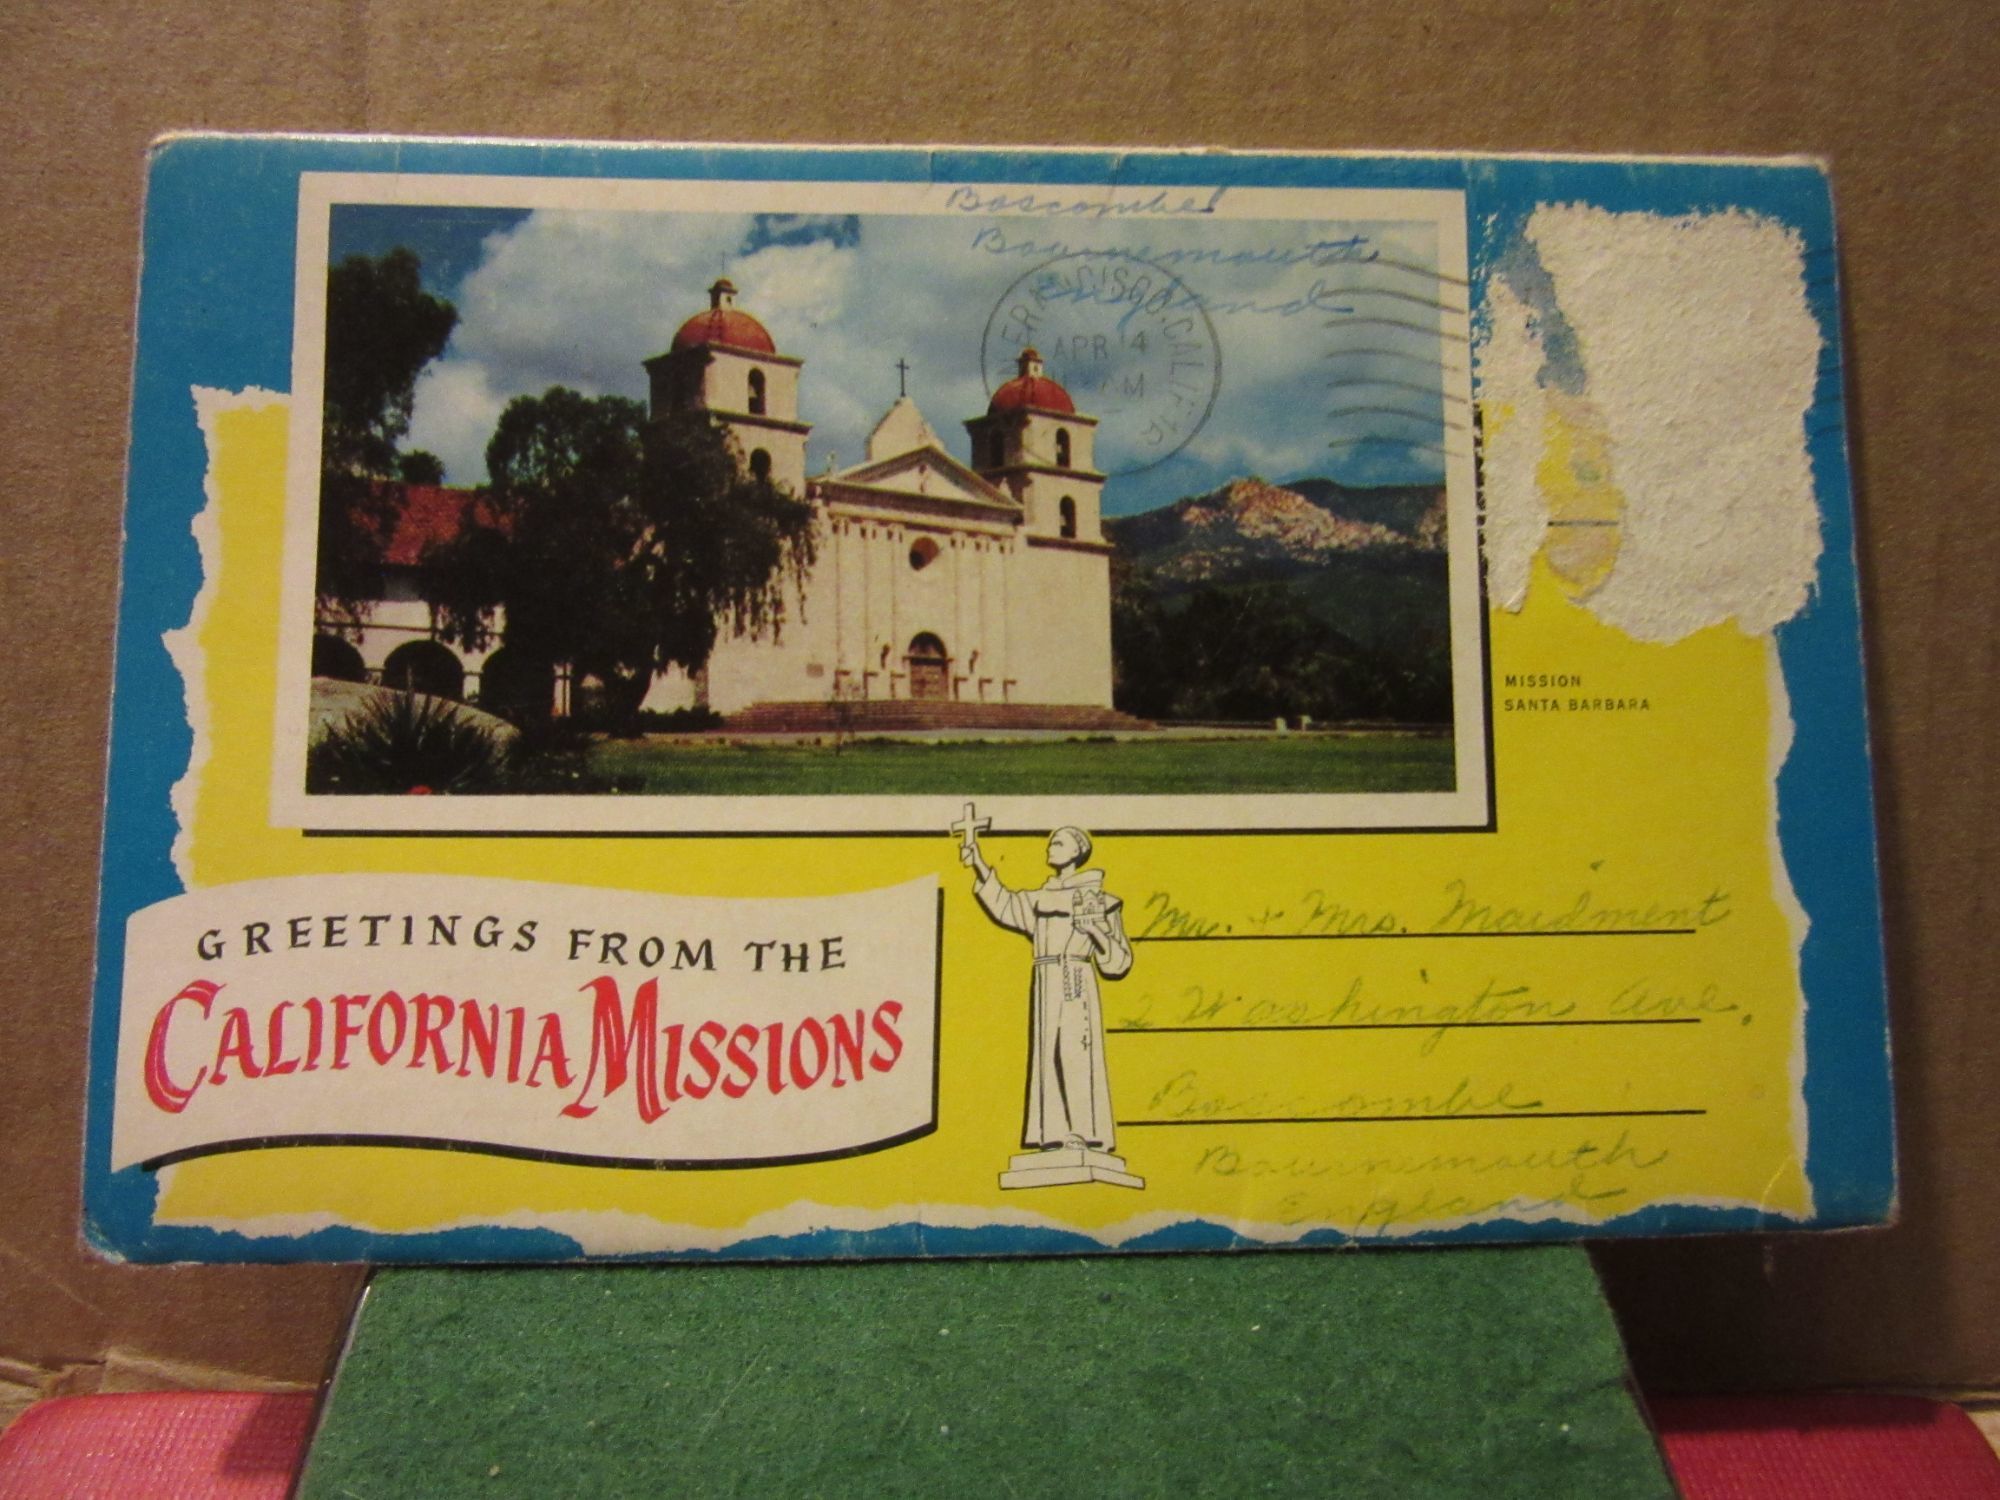 Boscombe
Bournemouth
England
FRANCISCO, CALIF.
APR 14
AM
MISSION
SANTA BARBARA
GREETINGS FROM THE
CALIFORNIA MISSIONS
Mr. + Mrs. Maidment
2 Washington Ave.
Boscombe
Bournemouth
England